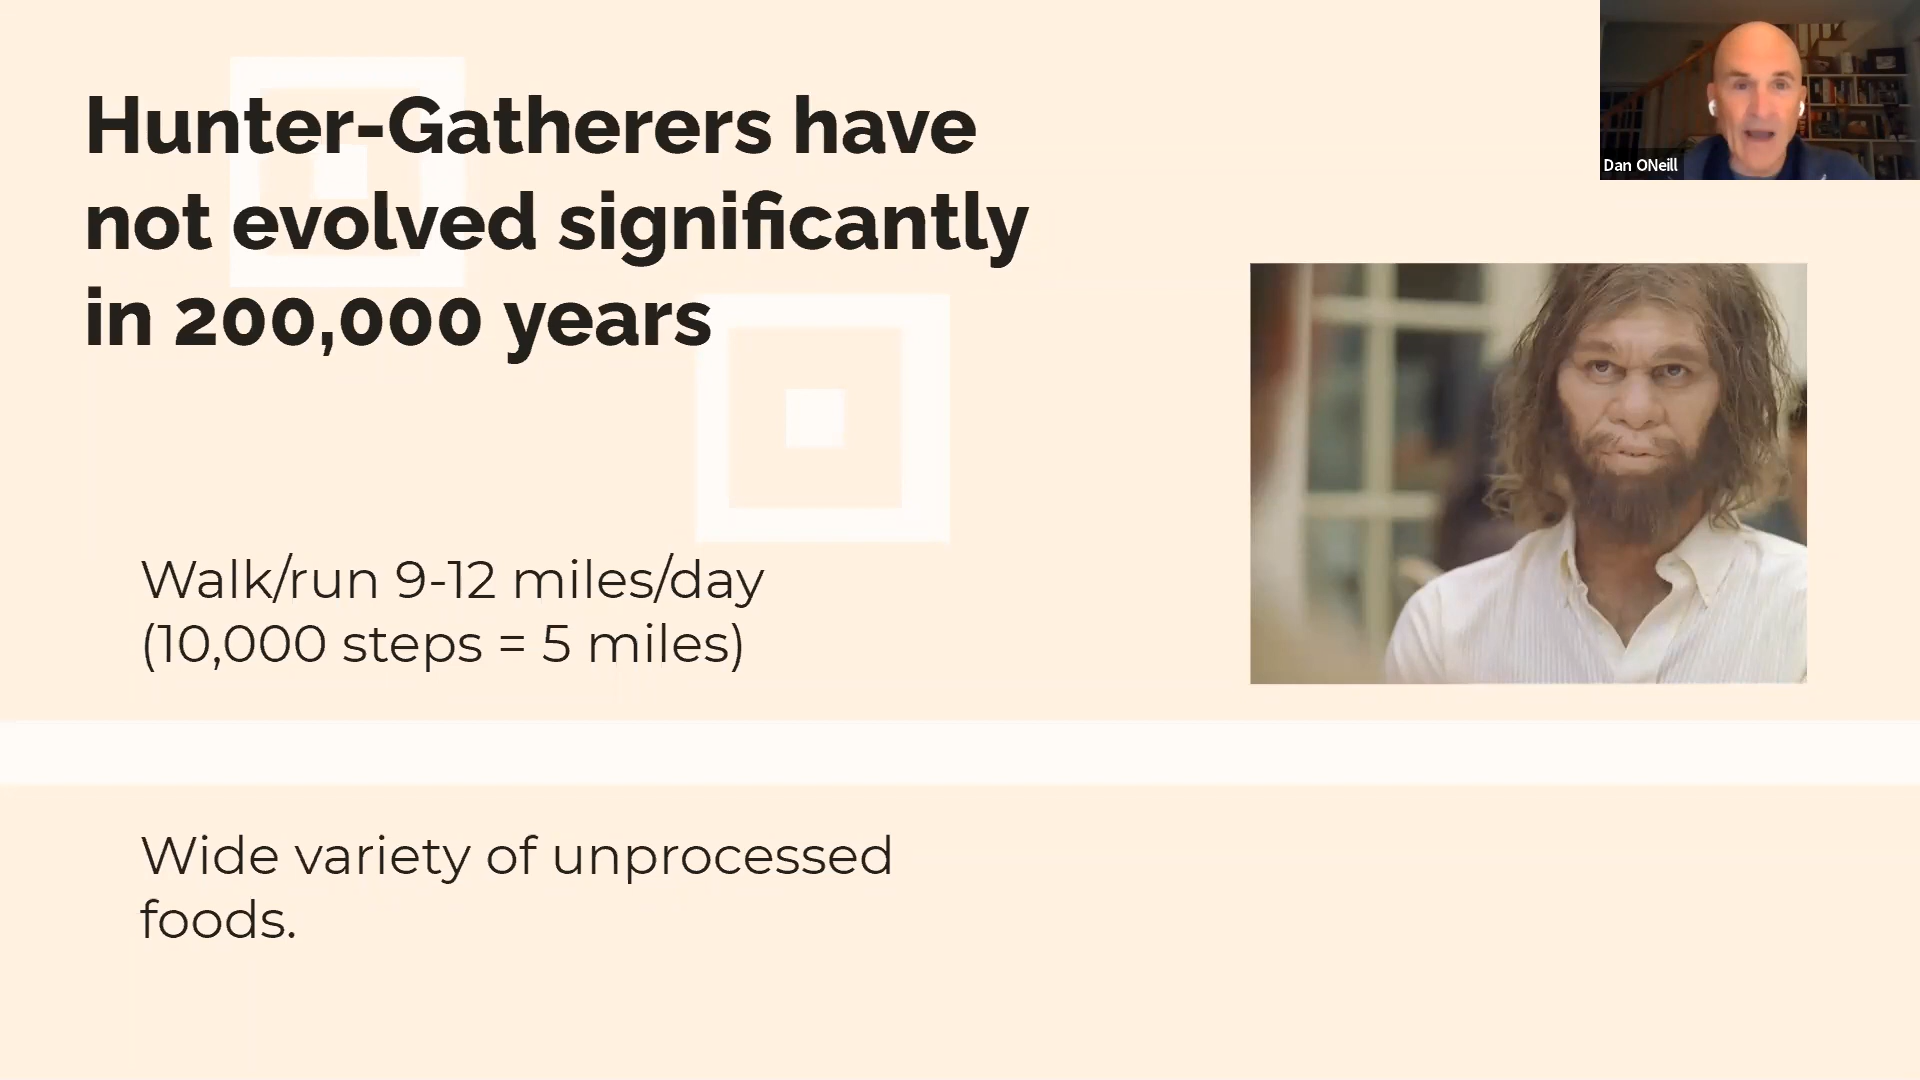 Hunter-Gatherers have
not evolved significantly
in 200,000 years
Dan ONeill
Walk/run 9-12 miles/day
(10,000 steps = 5 miles)
Wide variety of unprocessed
foods.